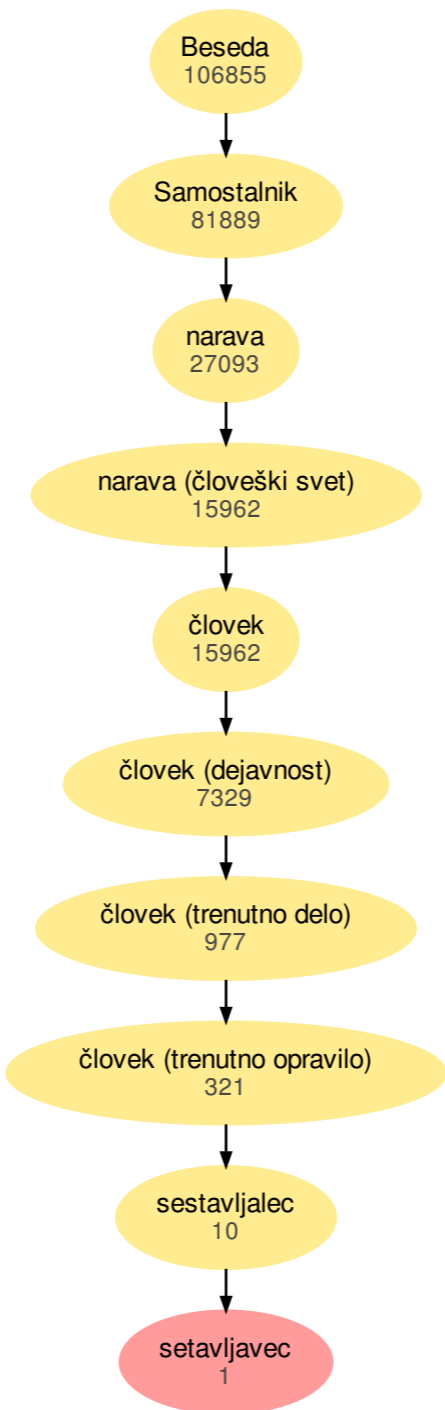 Beseda
106855
Samostalnik
81889
narava
27093
narava (človeški svet)
15962
človek
15962
človek (dejavnost)
7329
človek (trenutno delo)
977
človek (trenutno opravilo)
321
sestavljalec
10
setavljavec
1